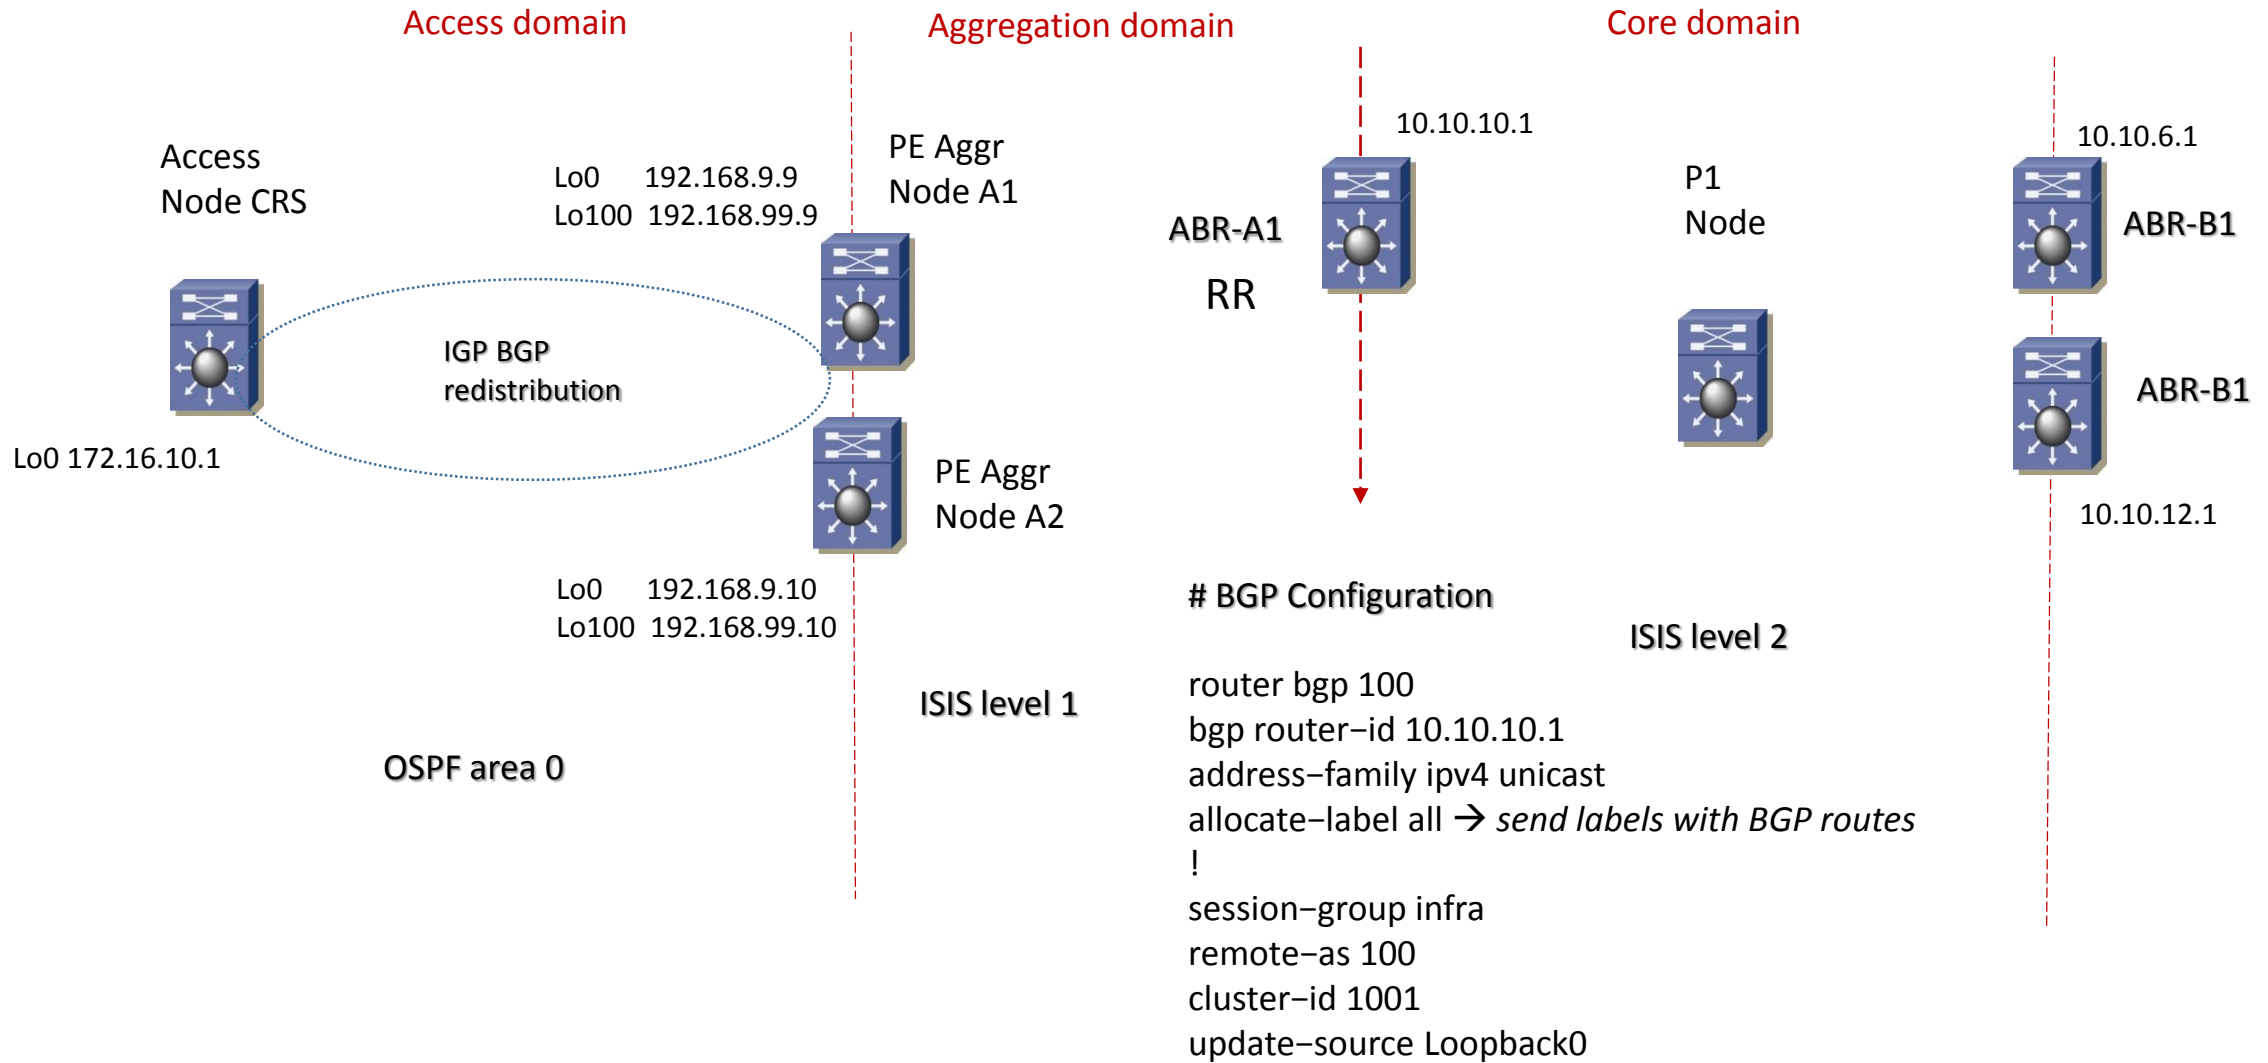 Access domain
Aggregation domain
Core domain
10.10.10.1
10.10.6.1
Access
Node CRS
Lo0 192.168.9.9
Lo100 192.168.99.9
PE Aggr
Node A1
ABR-A1
RR
P1
Node
ABR-B1
IGP BGP
redistribution
ABR-B1
Lo0 172.16.10.1
PE Aggr
Node A2
10.10.12.1
Lo0 192.168.9.10
Lo100 192.168.99.10
# BGP Configuration
ISIS level 2
ISIS level 1
OSPF area 0
router bgp 100
bgp router−id 10.10.10.1
address−family ipv4 unicast
allocate−label all → send labels with BGP routes
!
session−group infra
remote−as 100
cluster−id 1001
update−source Loopback0